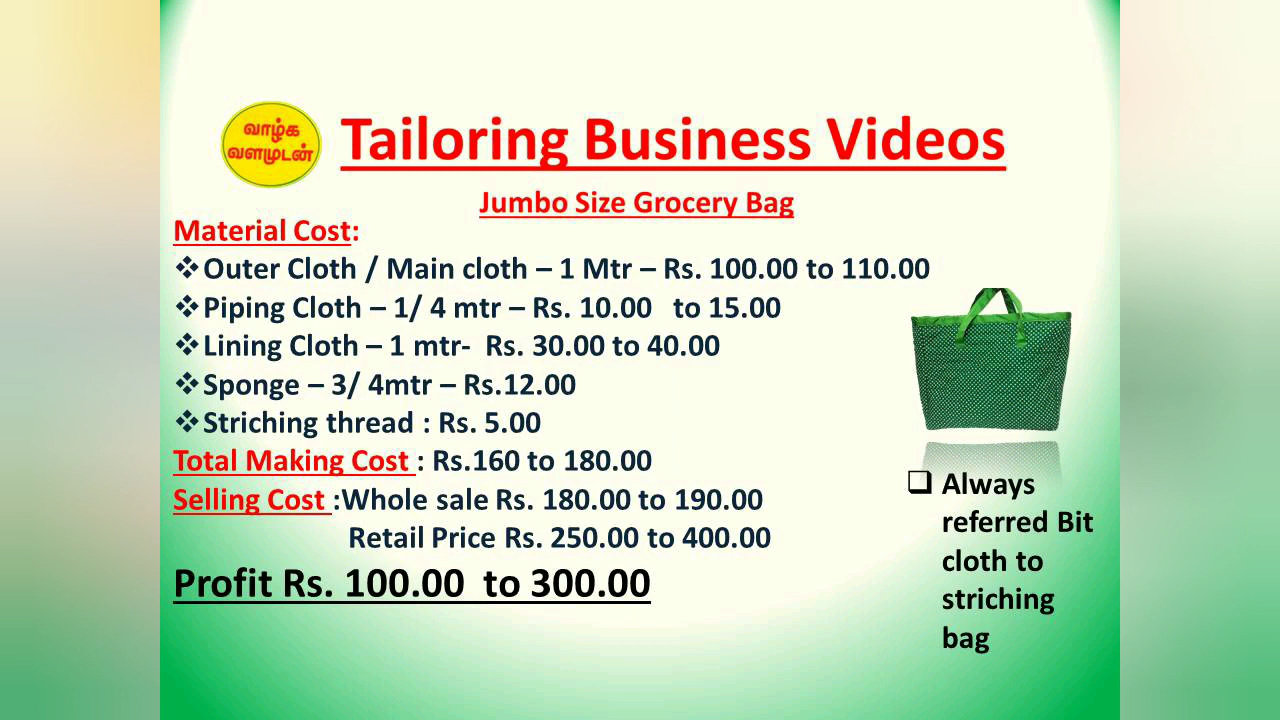 வாழ்க
வளமுடன்
Tailoring Business Videos
Jumbo Size Grocery Bag
Material Cost:
❖Outer Cloth / Main cloth – 1 Mtr – Rs. 100.00 to 110.00
❖Piping Cloth – 1/ 4 mtr – Rs. 10.00 to 15.00
❖Lining Cloth – 1 mtr- Rs. 30.00 to 40.00
❖Sponge – 3/ 4mtr – Rs.12.00
❖Striching thread : Rs. 5.00
Total Making Cost : Rs.160 to 180.00
Selling Cost :Whole sale Rs. 180.00 to 190.00
Retail Price Rs. 250.00 to 400.00
Profit Rs. 100.00 to 300.00
❑ Always
referred Bit
cloth to
striching
bag